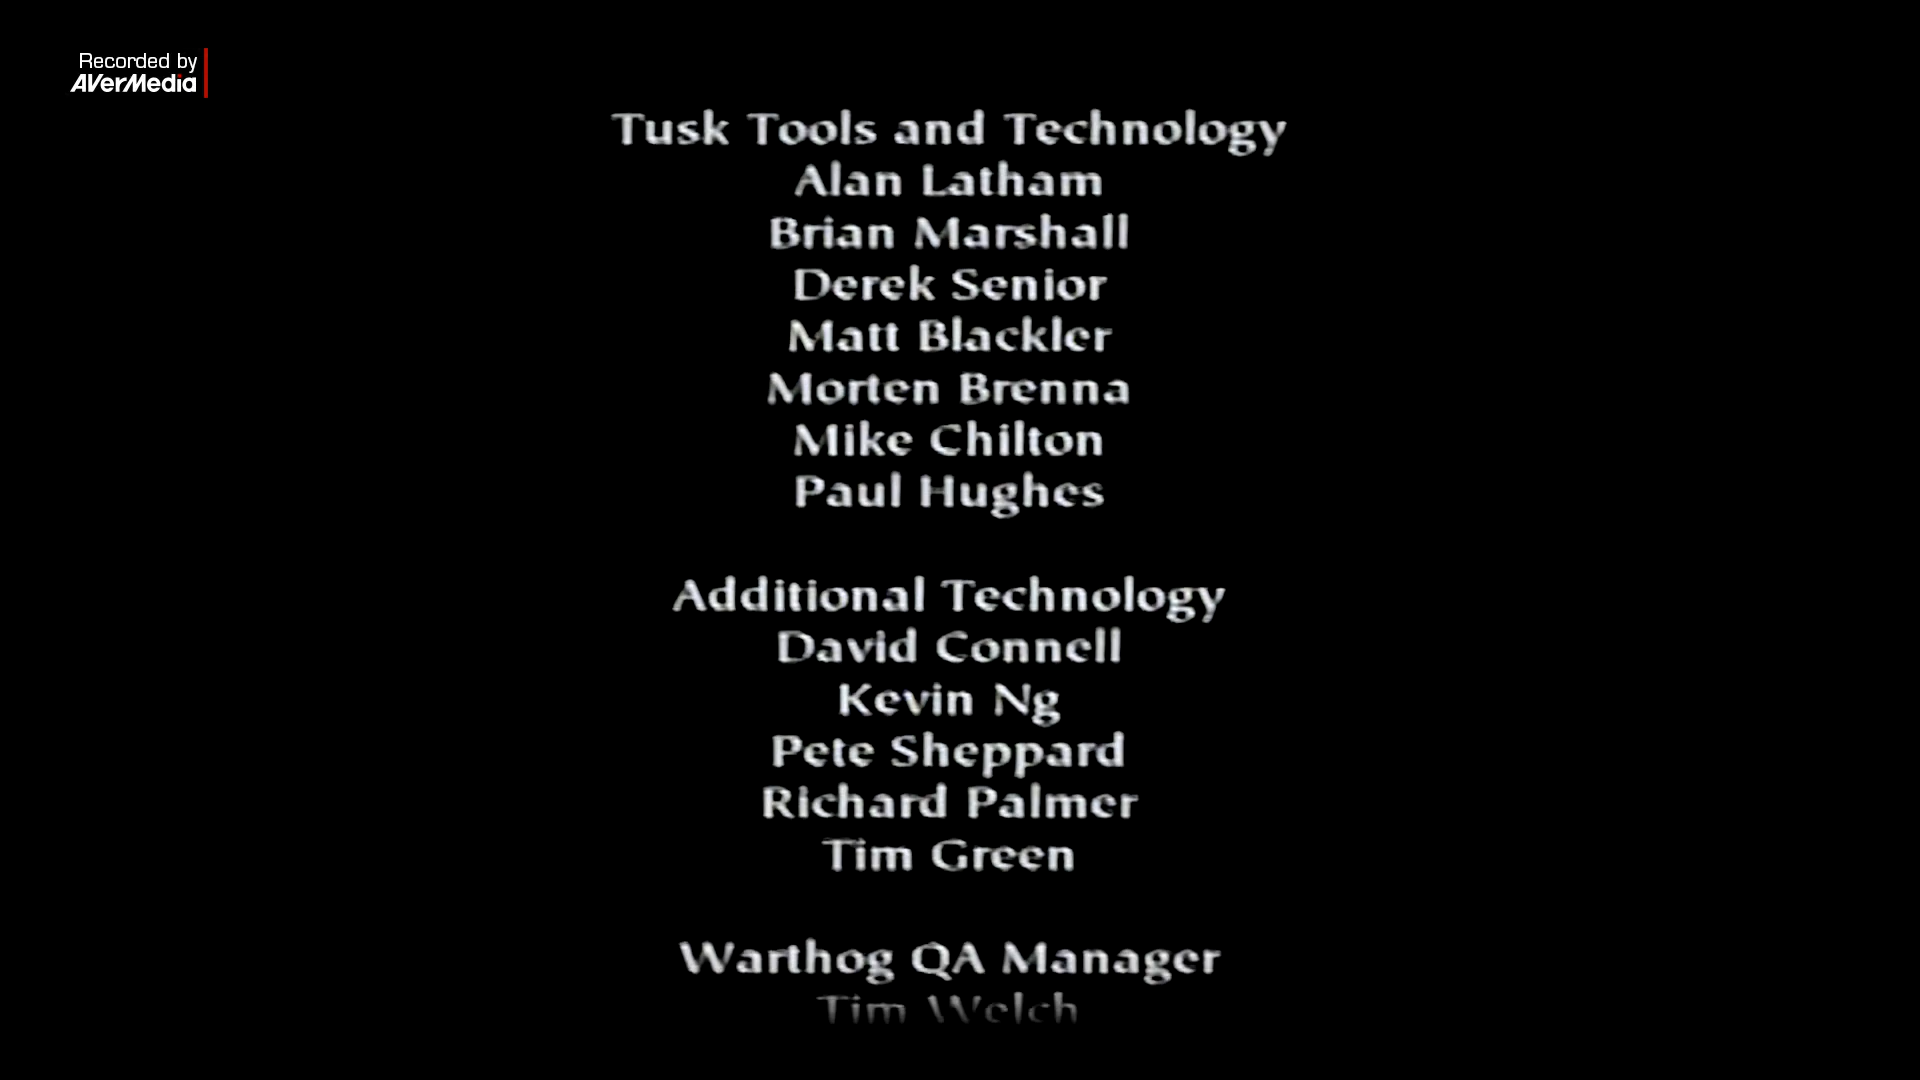 Recorded by
AVerMedia
Tusk Tools and Technology
Alan Latham
Brian Marshall
Derek Senior
Matt Blackler
Morten Brenna
Mike Chilton
Paul Hughes
Additional Technology
David Connell
Kevin Ng
Pete Sheppard
Richard Palmer
Tim Green
Warthog QA Manager
Tim Welch